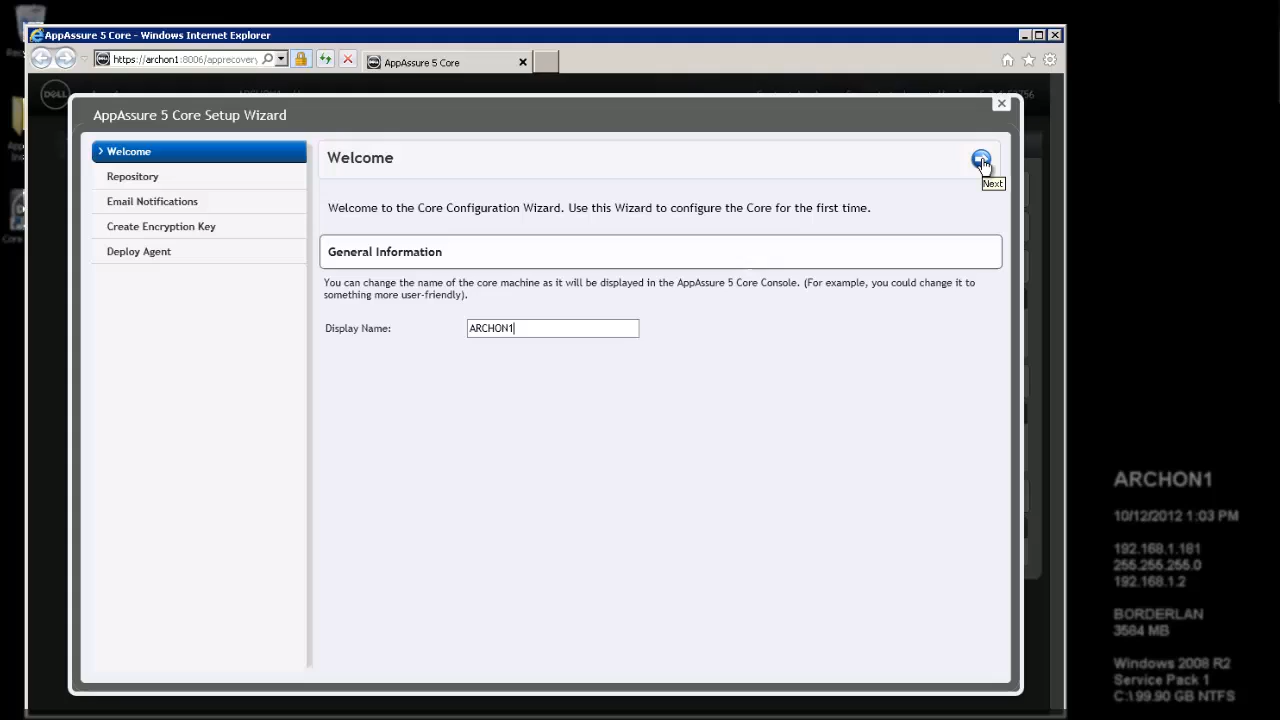 AppAssure 5 Core - Windows Internet Explorer
https://archon1:8006/apprecovery
AppAssure 5 Core
DELL
AppAssure 5 Core Setup Wizard
Welcome
Repository
Email Notifications
Create Encryption Key
Deploy Agent
Welcome
Next
Welcome to the Core Configuration Wizard. Use this Wizard to configure the Core for the first time.
General Information
You can change the name of the core machine as it will be displayed in the AppAssure 5 Core Console. (For example, you could change it to
something more user-friendly).
Display Name:
ARCHON1
ARCHON1
10/12/2012 1:03 PM
192.168.1.181
255.255.255.0
192.168.1.2
BORDERLAN
3584 MB
Windows 2008 R2
Service Pack 1
C:\ 99.90 GB NTFS